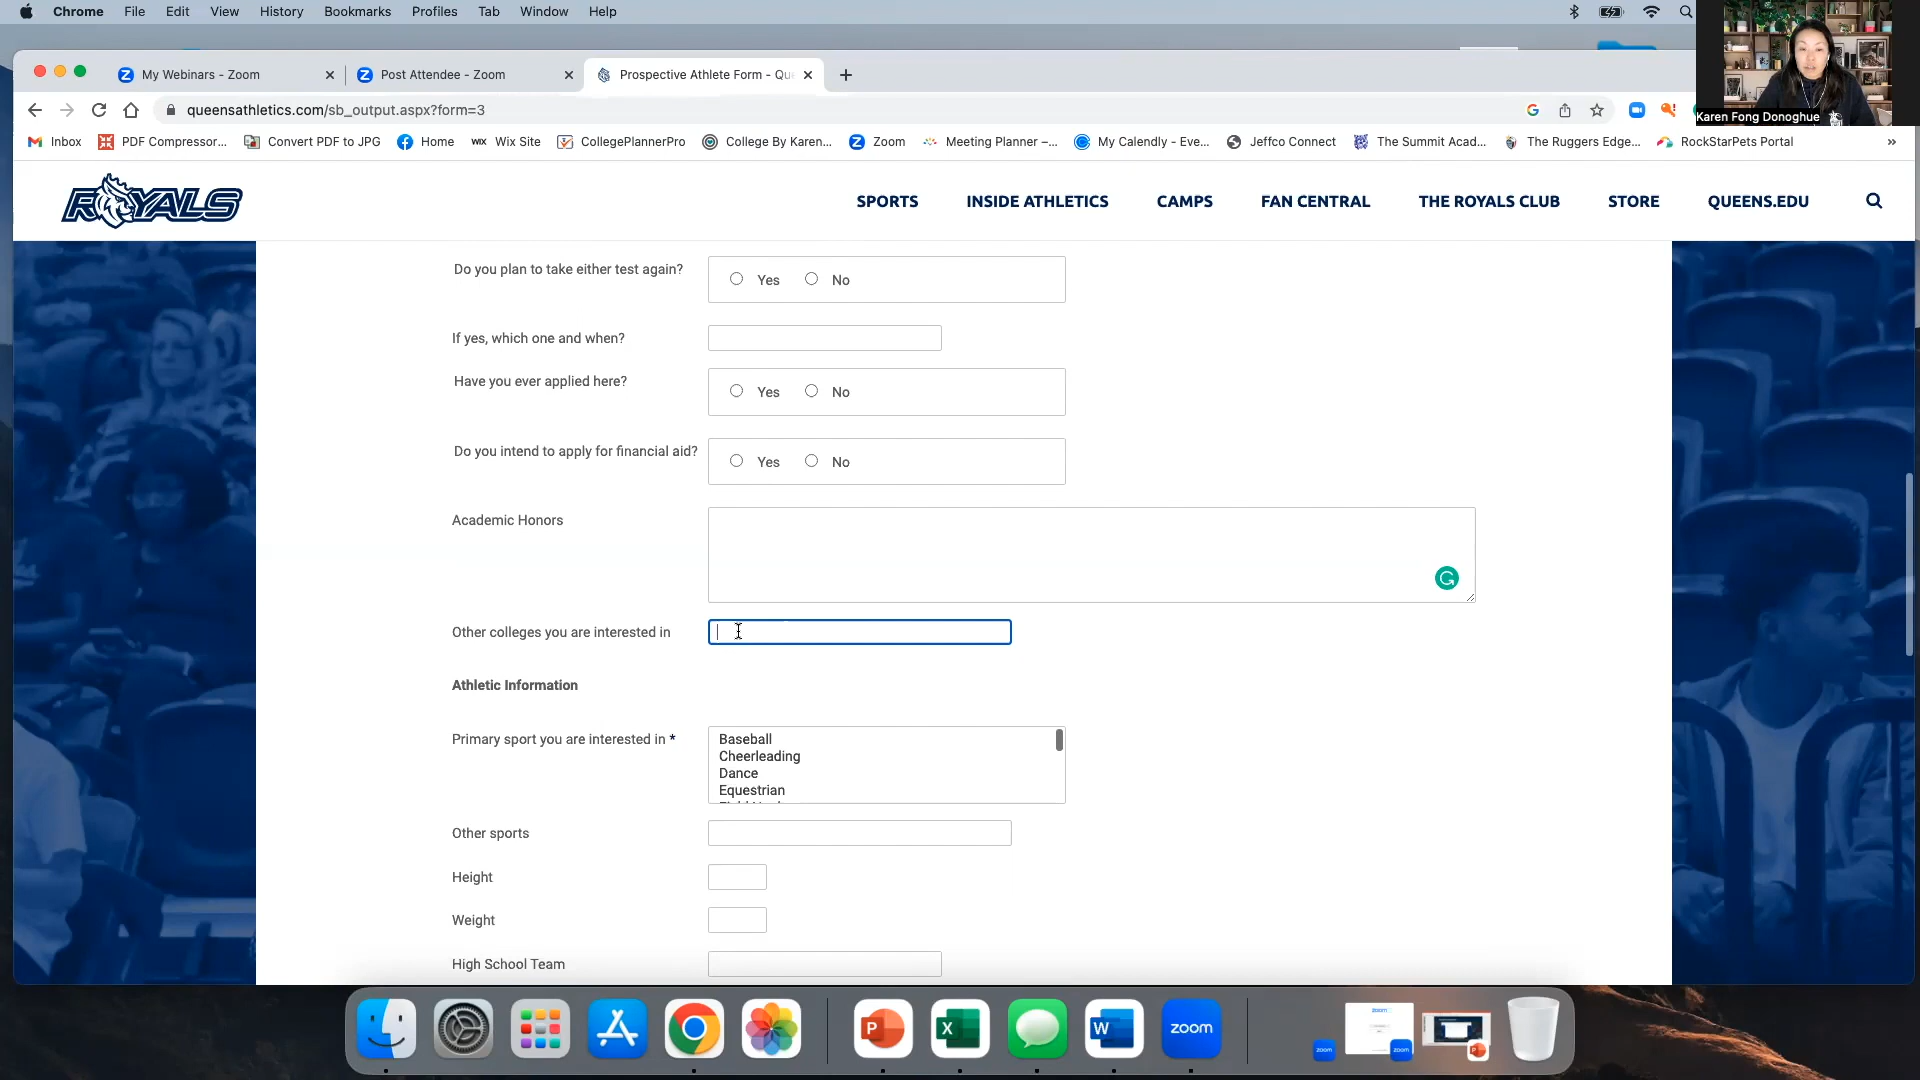 Chrome File Edit View History Bookmarks Profiles Tab Window Help
My Webinars - Zoom
Post Attendee - Zoom
Prospective Athlete Form - Qu
queensathletics.com/sb_output.aspx?form=3
Karen Fong Donoghue
Inbox PDF Compressor... Convert PDF to JPG Home WIX Wix Site CollegePlannerPro College By Karen... Zoom Meeting Planner –... My Calendly - Eve... Jeffco Connect The Summit Acad... The Ruggers Edge... RockStarPets Portal »
ROYALS
SPORTS INSIDE ATHLETICS CAMPS FAN CENTRAL THE ROYALS CLUB STORE QUEENS.EDU
Do you plan to take either test again? Yes No
If yes, which one and when?
Have you ever applied here? Yes No
Do you intend to apply for financial aid? Yes No
Academic Honors
Other colleges you are interested in
Athletic Information
Primary sport you are interested in *
Baseball
Cheerleading
Dance
Equestrian
Other sports
Height
Weight
High School Team
P X W zoom